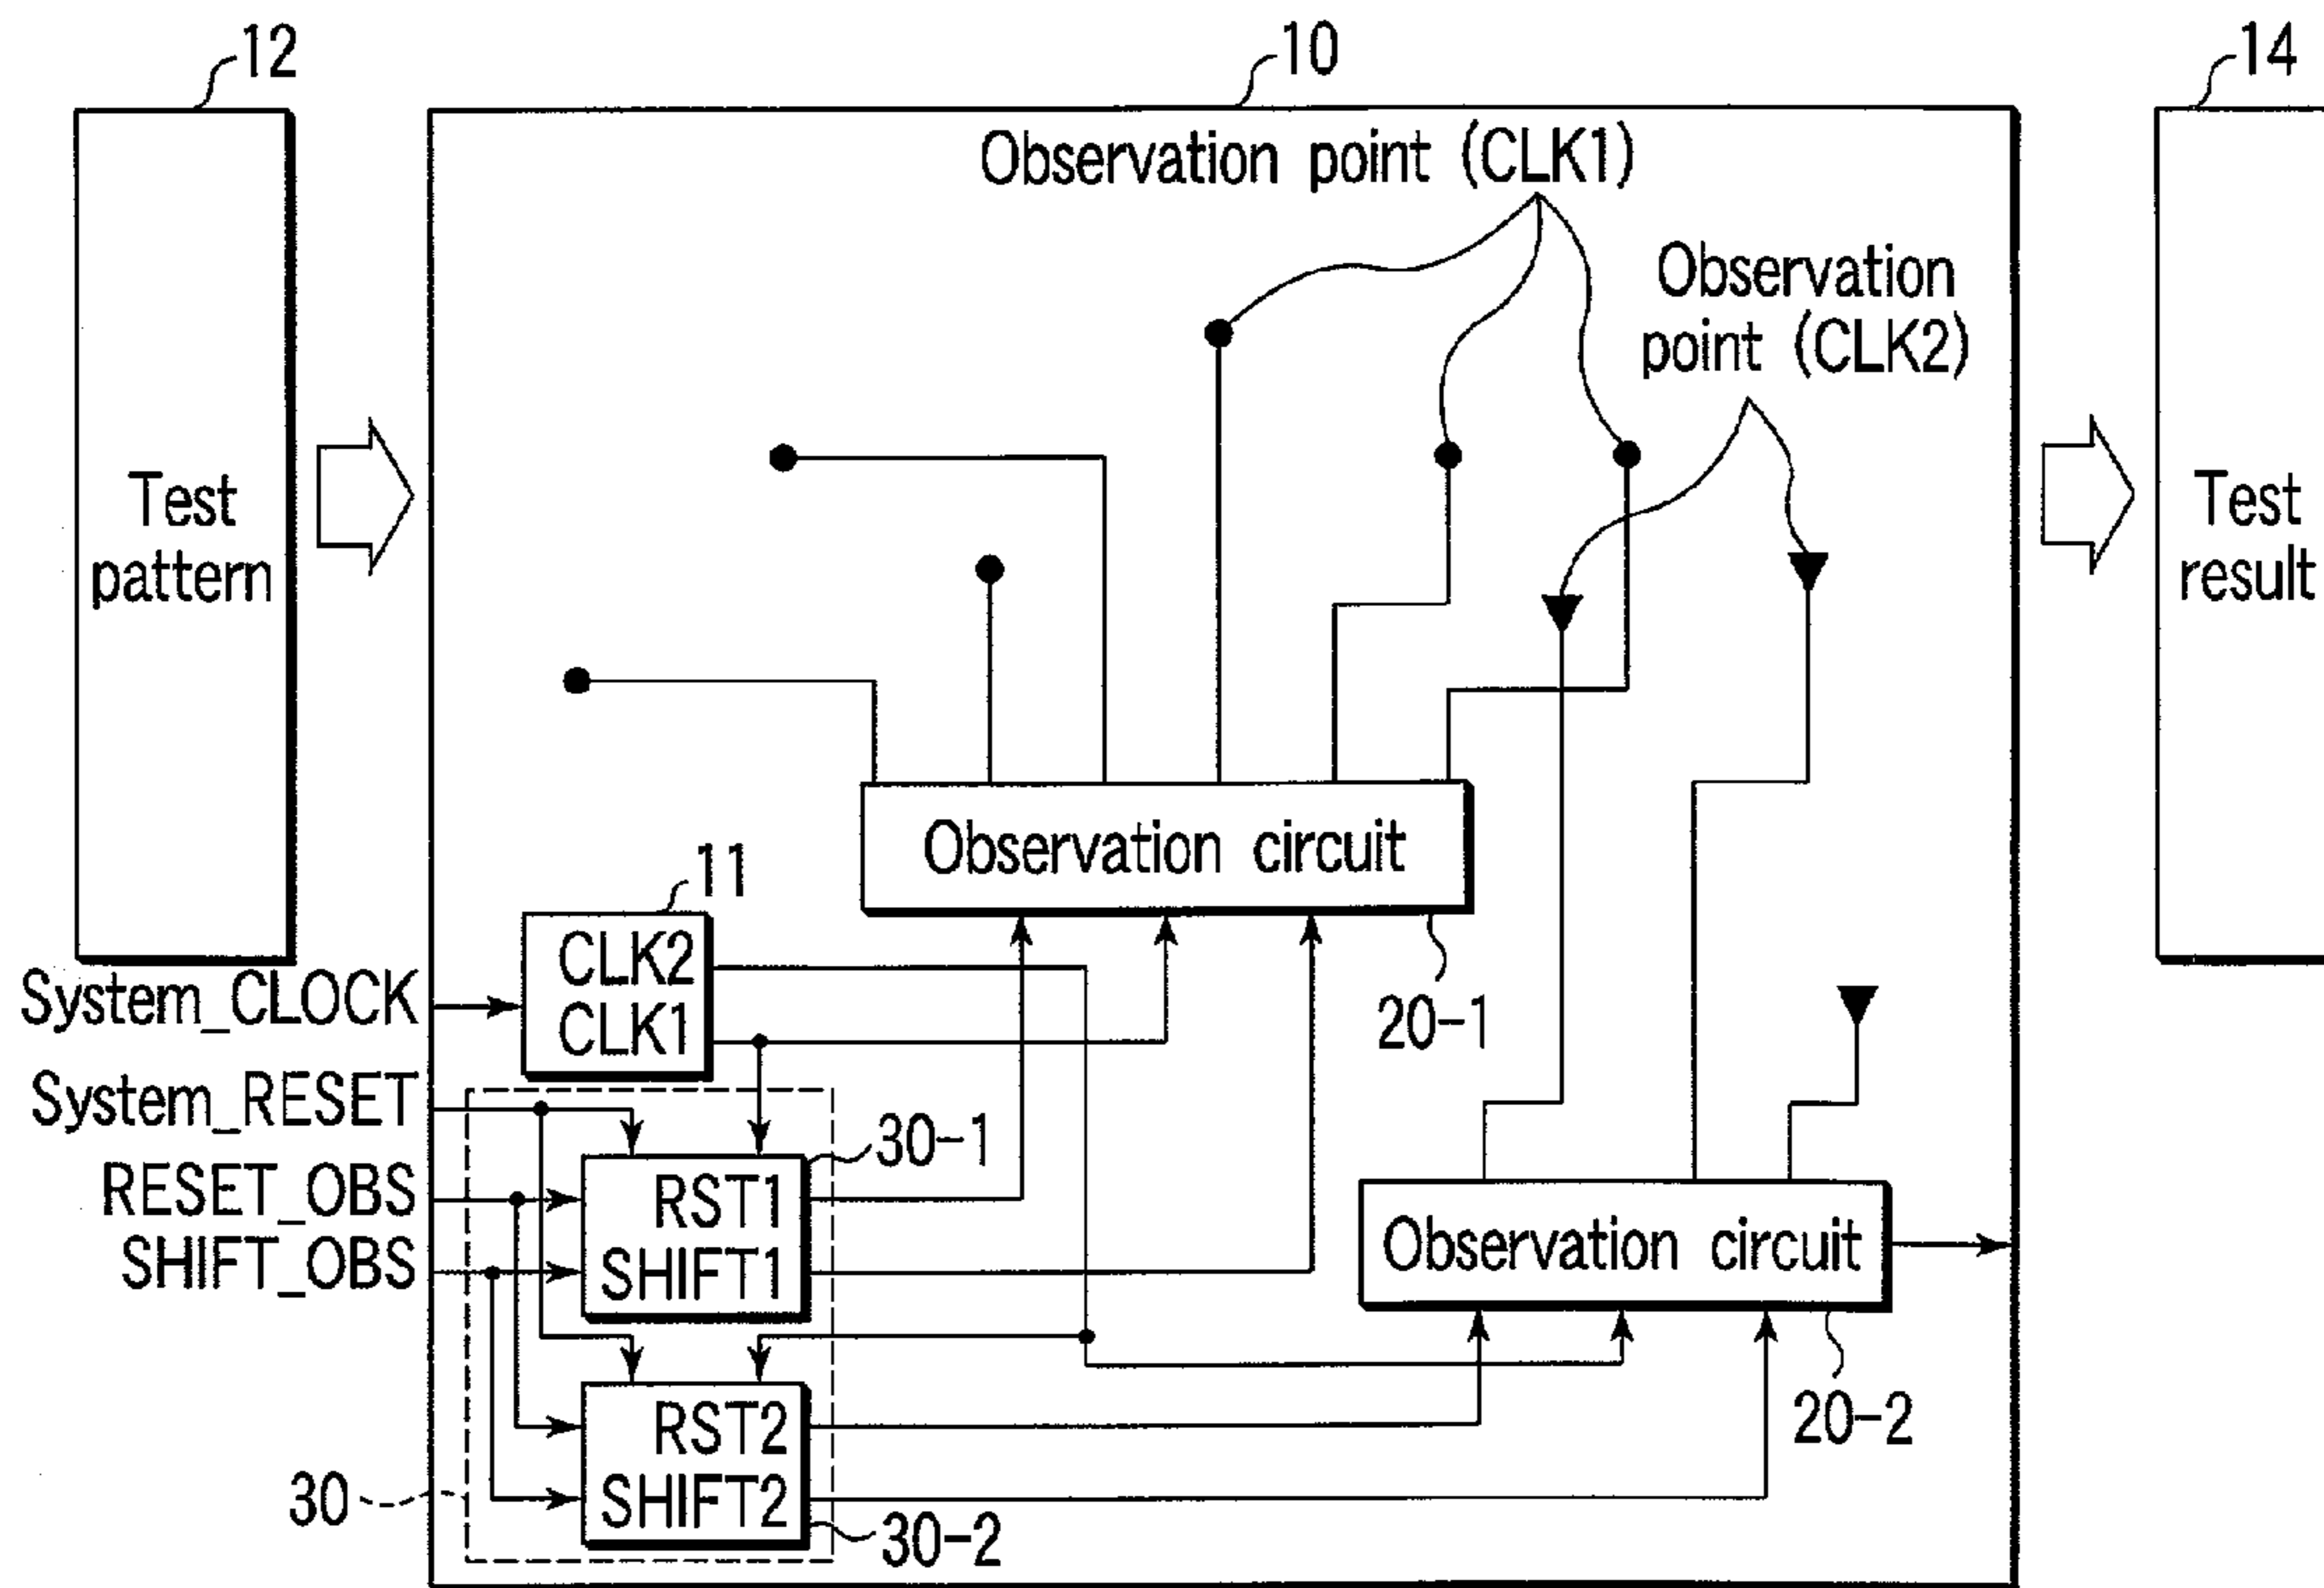 12
10
14
Observation point (CLK1)
Observation
point (CLK2)
Test
pattern
Test
result
Observation circuit
11
CLK2
CLK1
System_CLOCK
20-1
System_RESET
30-1
RESET_OBS
RST1
SHIFT_OBS
SHIFT1
Observation circuit
RST2
SHIFT2
20-2
30
30-2